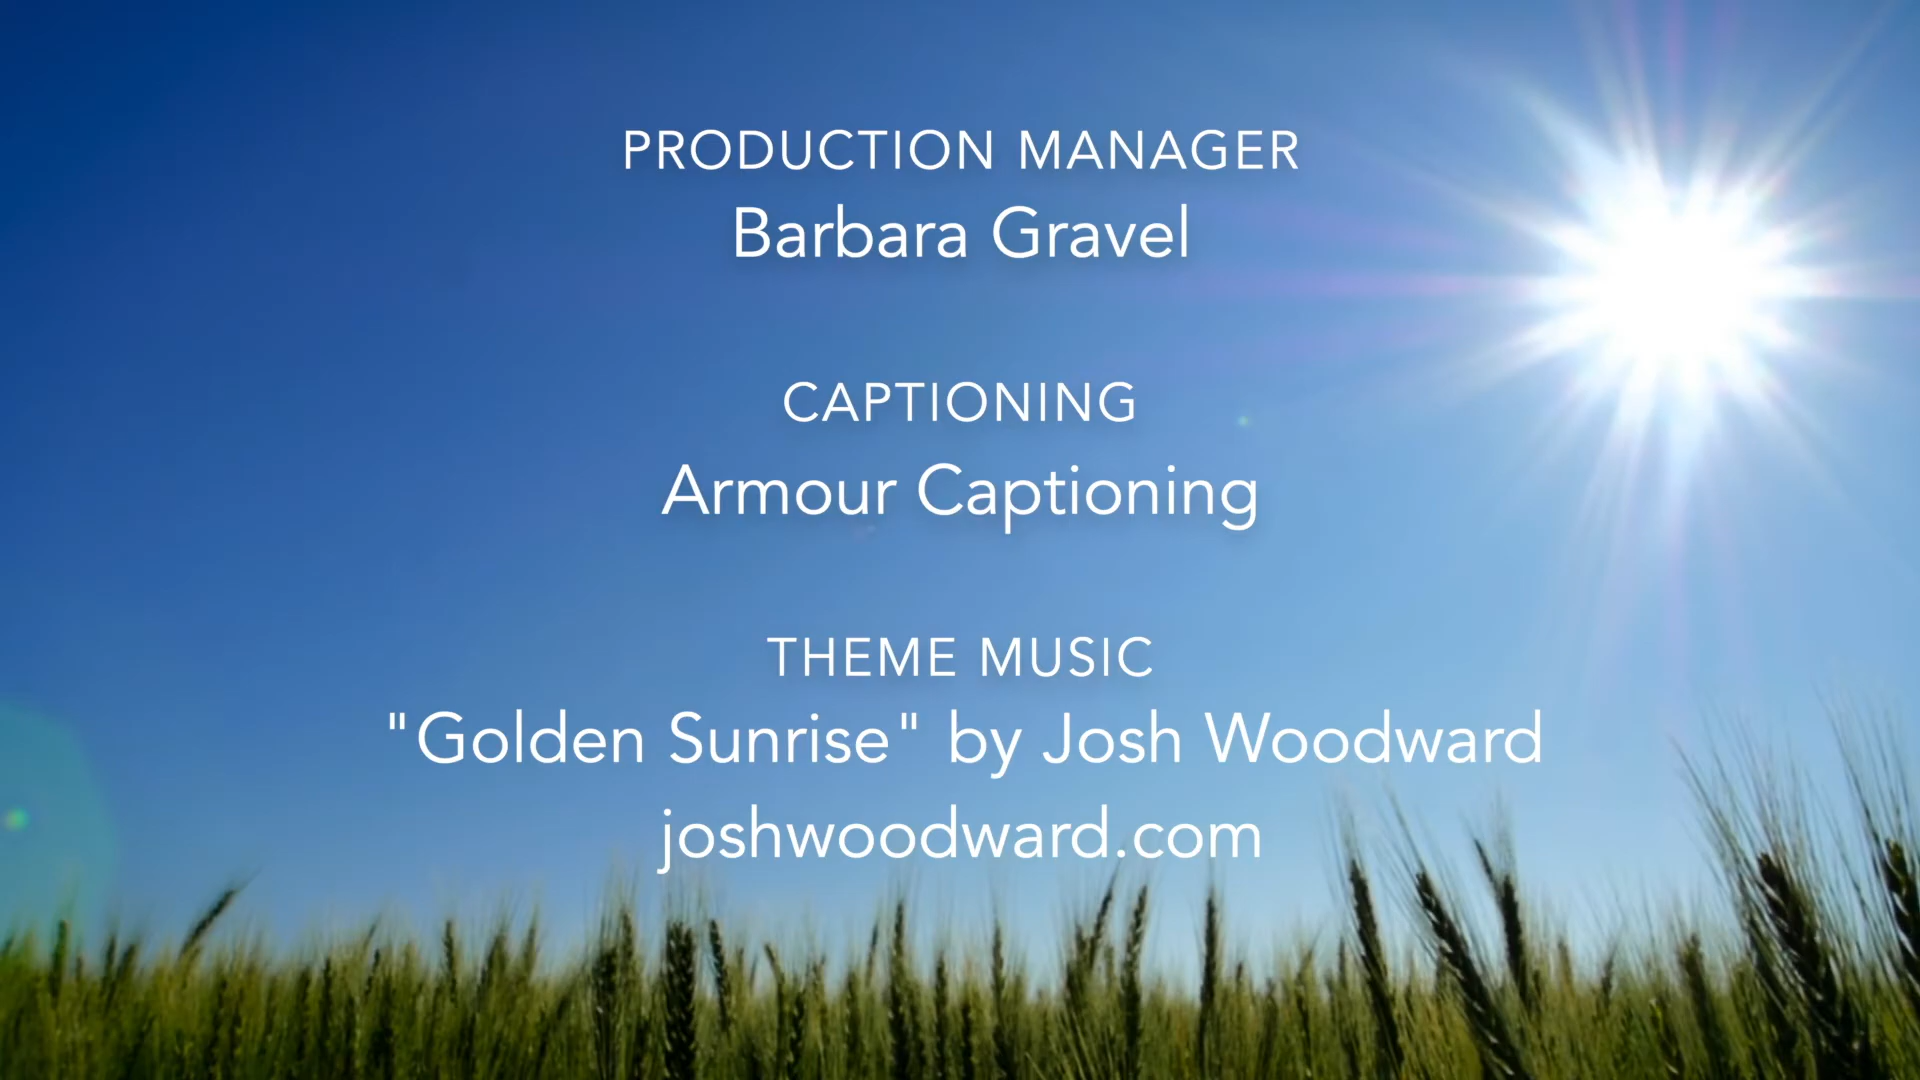 PRODUCTION MANAGER
Barbara Gravel
CAPTIONING
Armour Captioning
THEME MUSIC
"Golden Sunrise" by Josh Woodward
joshwoodward.com